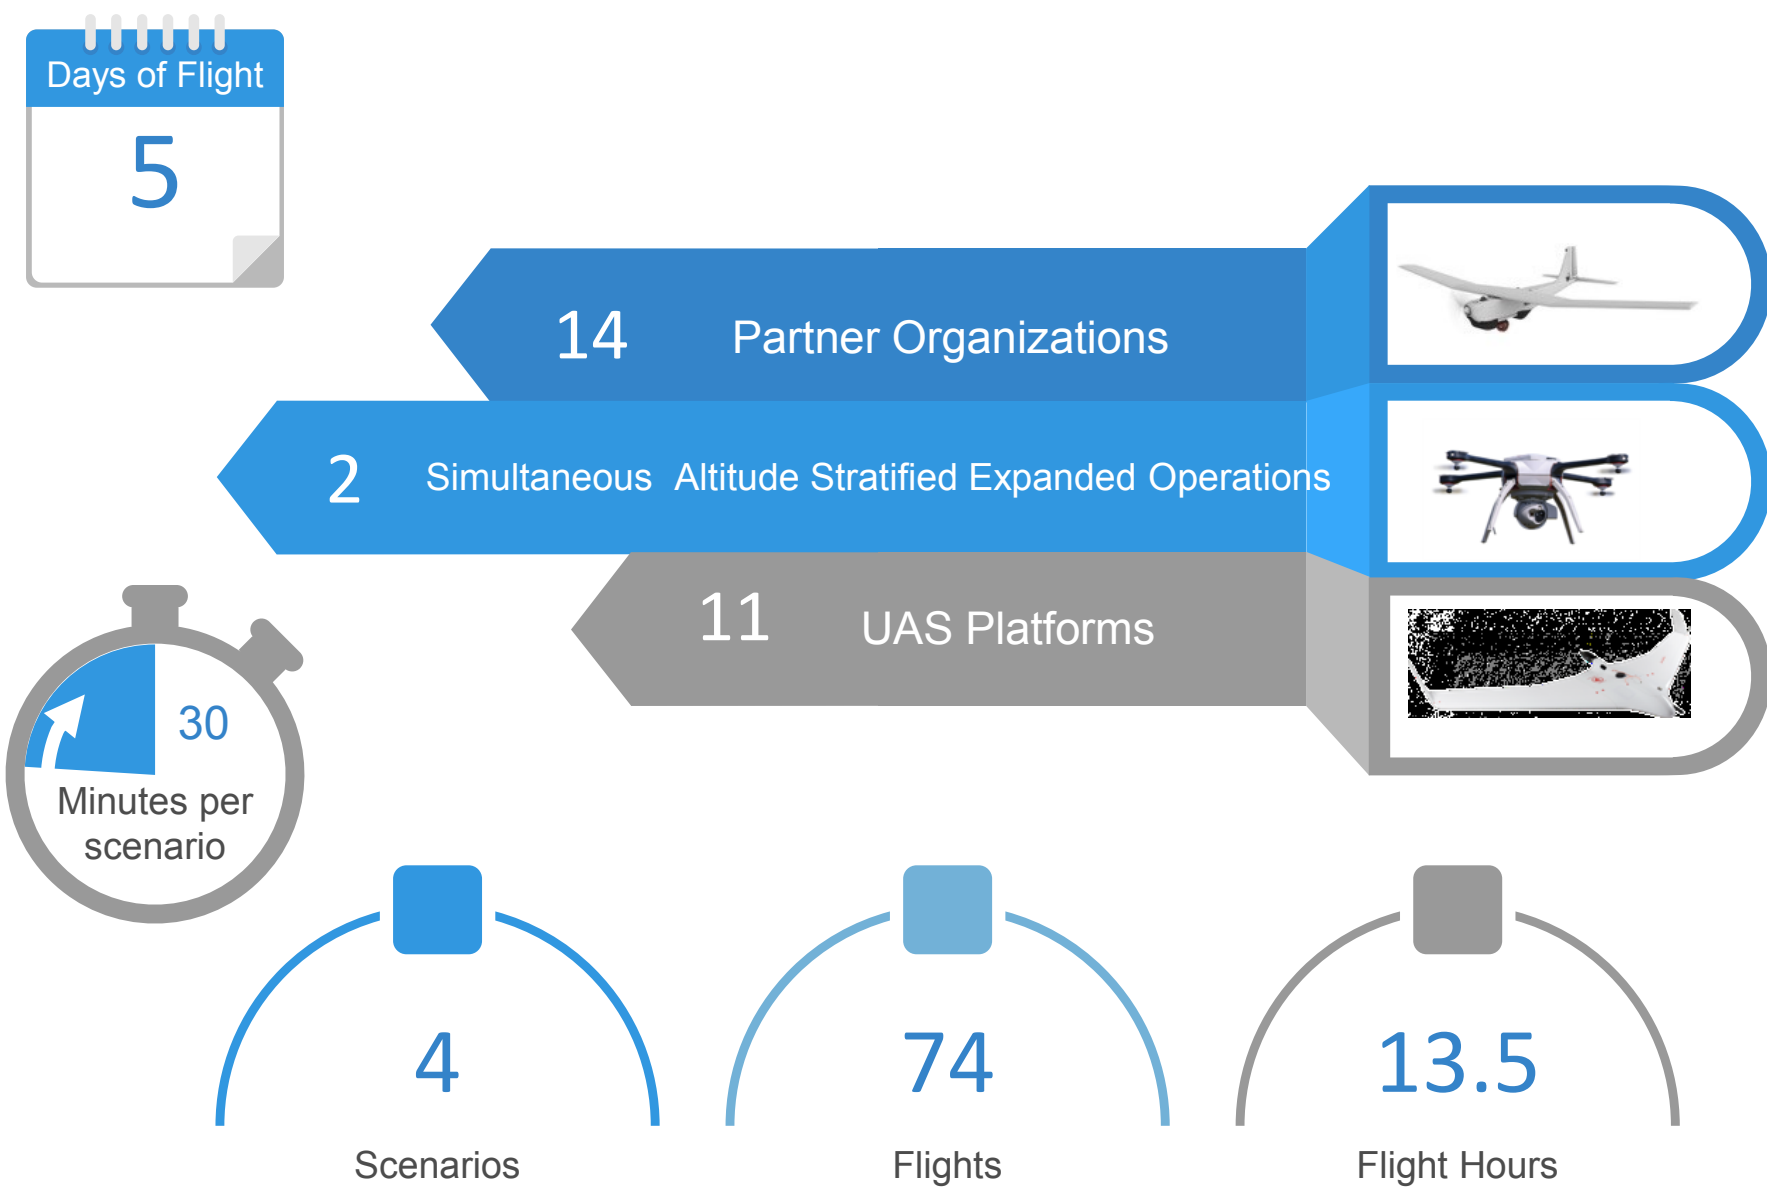 Days of Flight
5
14 Partner Organizations
2 Simultaneous Altitude Stratified Expanded Operations
11 UAS Platforms
30
Minutes per
scenario
4
Scenarios
74
Flights
13.5
Flight Hours